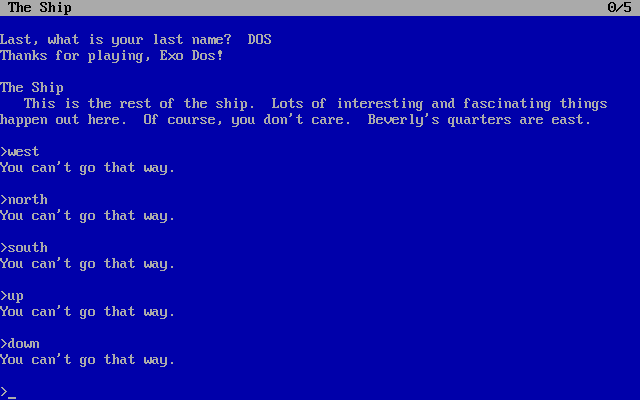 The Ship 0/5
Last, what is your last name?  DOS
Thanks for playing, Exo Dos!
The Ship
This is the rest of the ship.  Lots of interesting and fascinating things
happen out here.  Of course, you don't care.  Beverly's quarters are east.
>west
You can't go that way.
>north
You can't go that way.
>south
You can't go that way.
>up
You can't go that way.
>down
You can't go that way.
>_